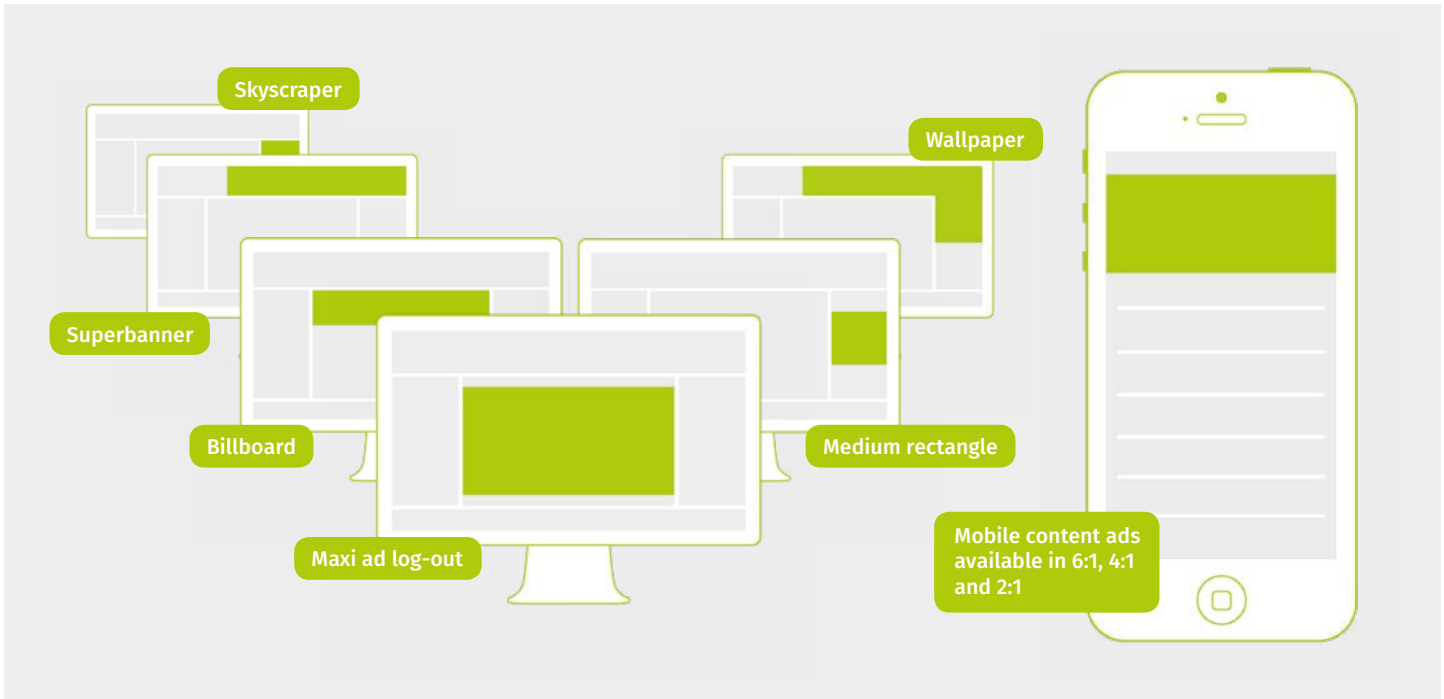 Skyscraper
Wallpaper
Superbanner
Billboard
Medium rectangle
Maxi ad log-out
Mobile content ads
available in 6:1, 4:1
and 2:1